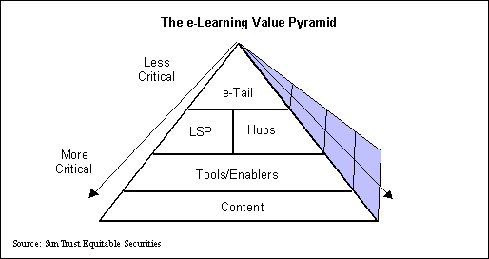 The e-Learning Value Pyramid
Less
Critical
e-Tail
LSP
Hubs
More
Critical
Tools/Enablers
Content
Source: Sun Trust Equitable Securities